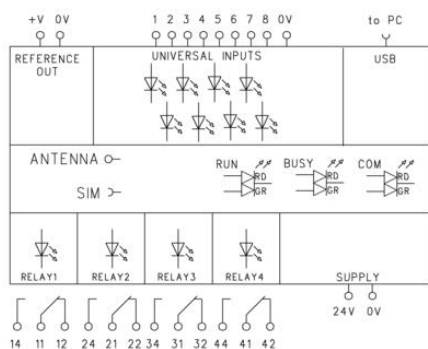 +V 0V 1 2 3 4 5 6 7 8 0V to PC
REFERENCE OUT
UNIVERSAL INPUTS
USB
ANTENNA
SIM
RUN RD GR
BUSY RD GR
COM RD GR
RELAY1 RELAY2 RELAY3 RELAY4 SUPPLY
24V 0V
14 11 12 24 21 22 34 31 32 44 41 42